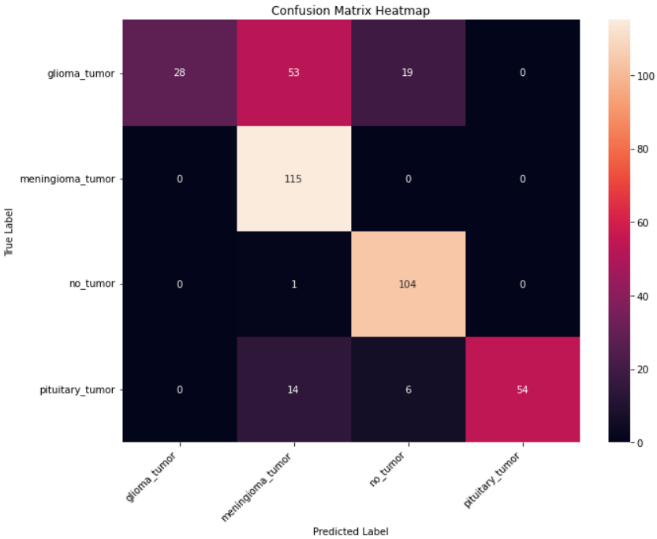 Confusion Matrix Heatmap
glioma_tumor 28 53 19 0
meningioma_tumor 0 115 0 0
no_tumor 0 1 104 0
pituitary_tumor 0 14 6 54
glioma_tumor meningioma_tumor no_tumor pituitary_tumor
True Label
Predicted Label
100
80
60
40
20
0